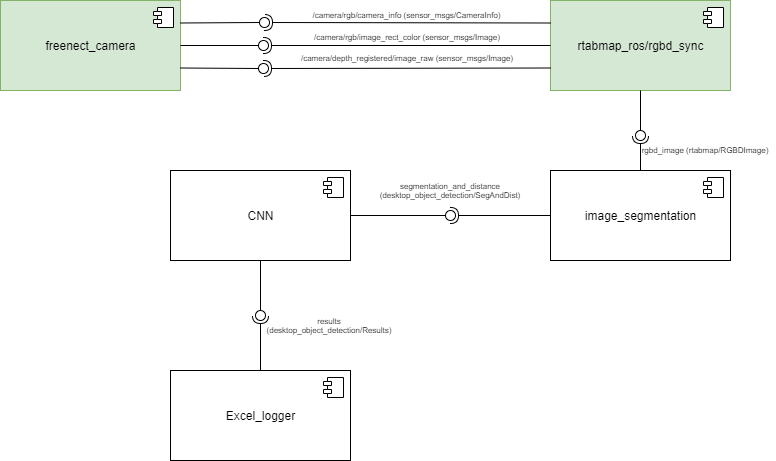 /camera/rgb/camera_info (sensor_msgs/CameraInfo)
freenect_camera
/camera/rgb/image_rect_color (sensor_msgs/Image)
rtabmap_ros/rgbd_sync
/camera/depth_registered/image_raw (sensor_msgs/Image)
rgbd_image (rtabmap/RGBDImage)
segmentation_and_distance
(desktop_object_detection/SegAndDist)
CNN
image_segmentation
results
(desktop_object_detection/Results)
Excel_logger